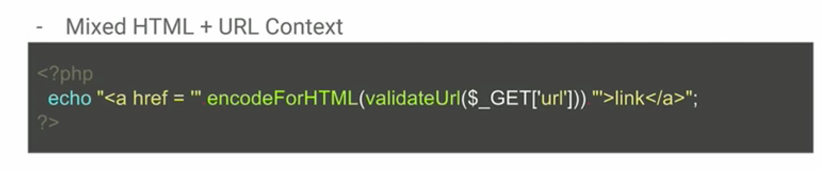 - Mixed HTML + URL Context
<?php
echo "<a href = '".encodeForHTML(validateUrl($_GET['url']))."'>link</a>";
?>